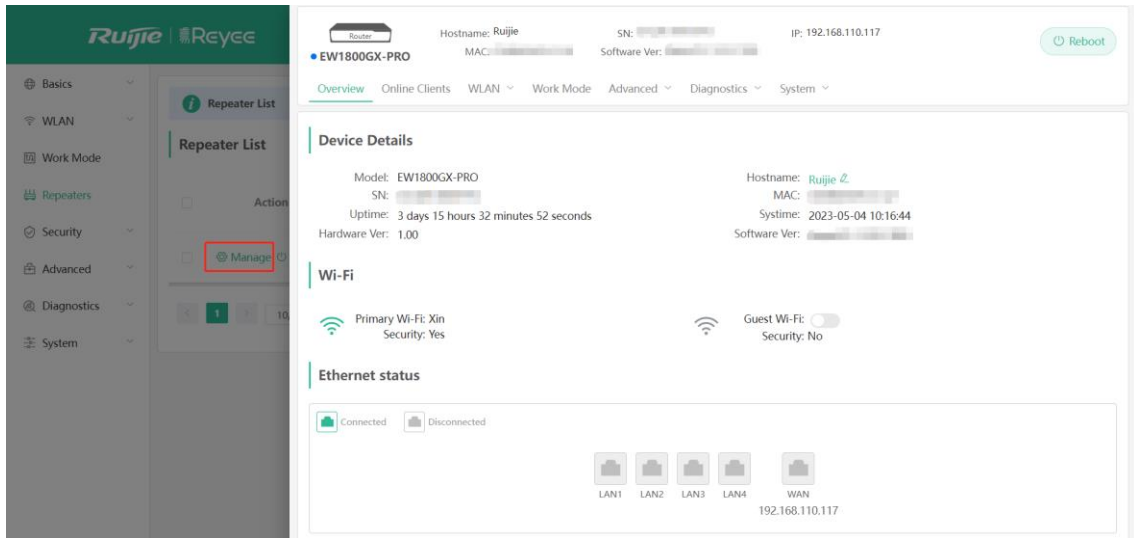 Ruijie Reyee
Basics
WLAN
Work Mode
Repeaters
Security
Advanced
Diagnostics
System
Repeater List
Repeater List
Action
Manage
1
10
Router
EW1800GX-PRO
Hostname: Ruijie
SN:
IP: 192.168.110.117
MAC:
Software Ver:
Reboot
Overview Online Clients WLAN Work Mode Advanced Diagnostics System
Device Details
Model: EW1800GX-PRO
Hostname: Ruijie
SN:
MAC:
Uptime: 3 days 15 hours 32 minutes 52 seconds
Systime: 2023-05-04 10:16:44
Hardware Ver: 1.00
Software Ver:
Wi-Fi
Primary Wi-Fi: Xin
Security: Yes
Guest Wi-Fi:
Security: No
Ethernet status
Connected Disconnected
LAN1 LAN2 LAN3 LAN4 WAN
192.168.110.117